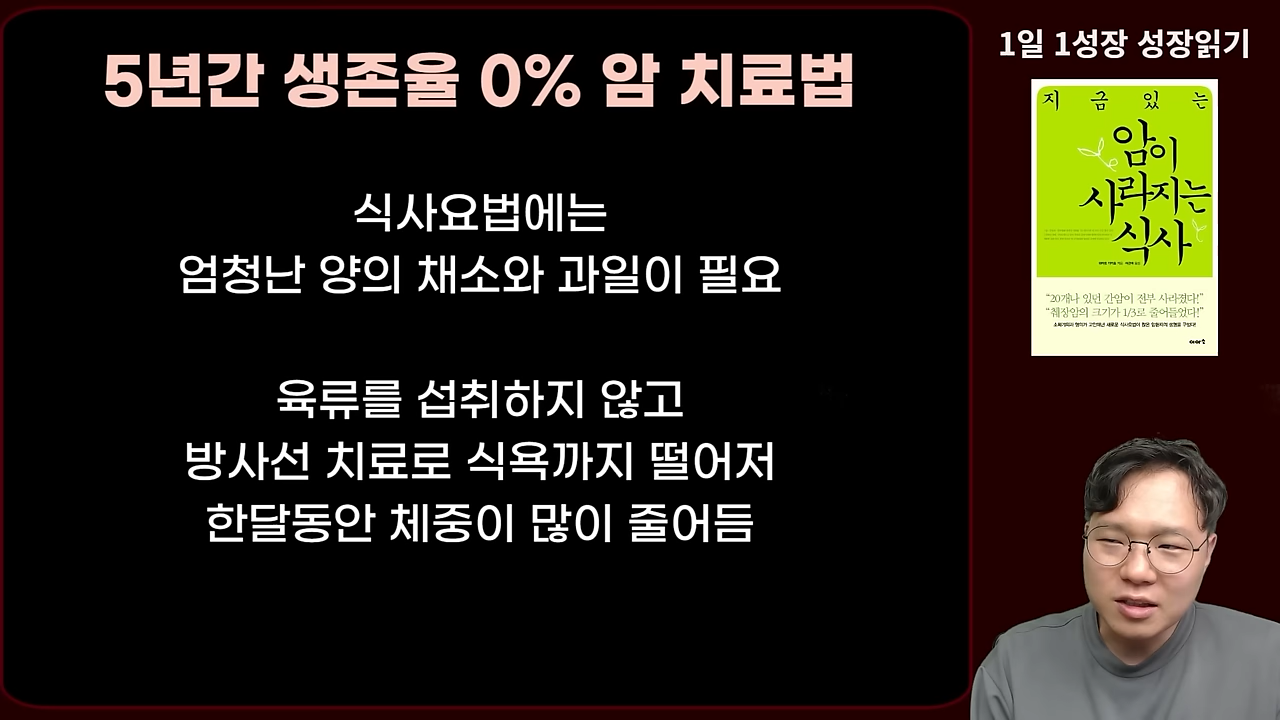 5년간 생존율 0% 암 치료법
식사요법에는
엄청난 양의 채소와 과일이 필요
육류를 섭취하지 않고
방사선 치료로 식욕까지 떨어저
한달동안 체중이 많이 줄어듬
1일 1성장 성장읽기
지금있는
암이
사라지는
식사
“20개나 있던 간암이 전부 사라졌다!”
“췌장암의 크기가 1/3로 줄어들었다!”